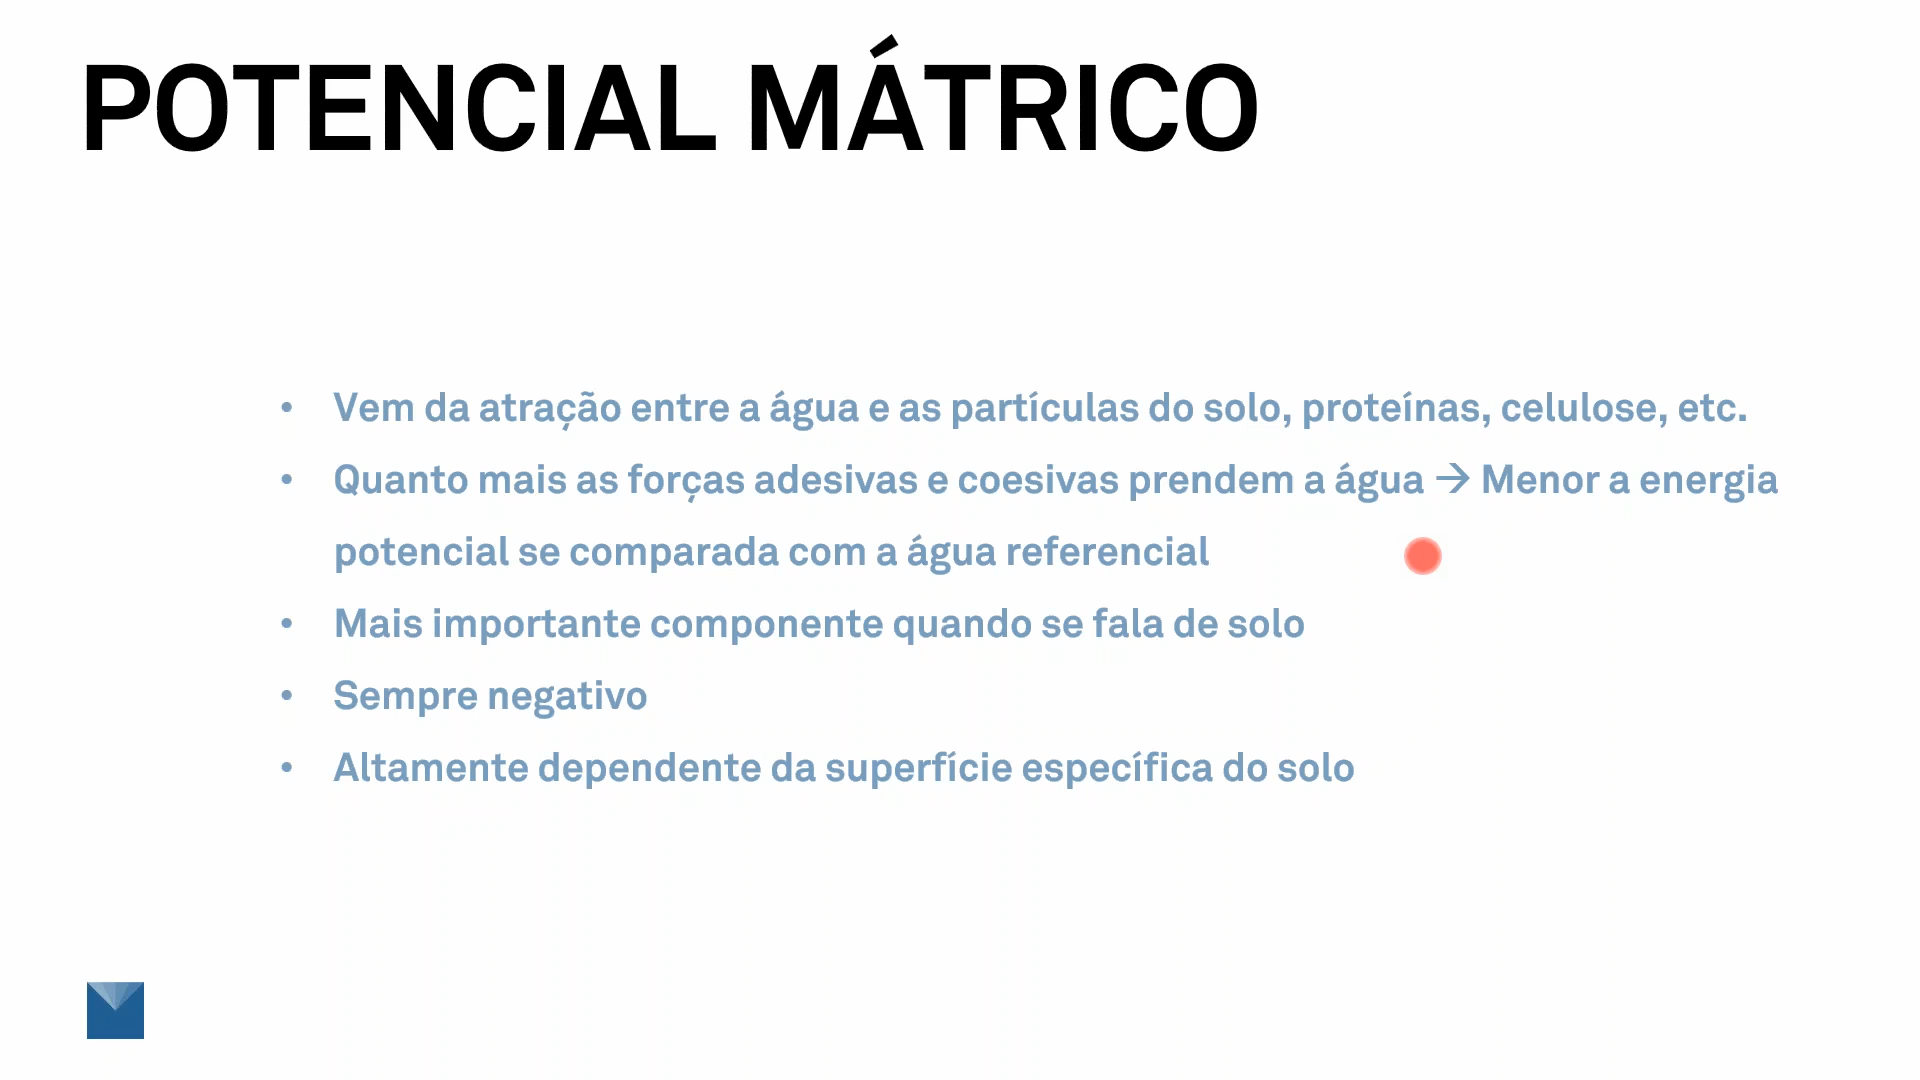 POTENCIAL MÁTRICO
• Vem da atração entre a água e as partículas do solo, proteínas, celulose, etc.
• Quanto mais as forças adesivas e coesivas prendem a água → Menor a energia
potencial se comparada com a água referencial
• Mais importante componente quando se fala de solo
• Sempre negativo
• Altamente dependente da superfície específica do solo